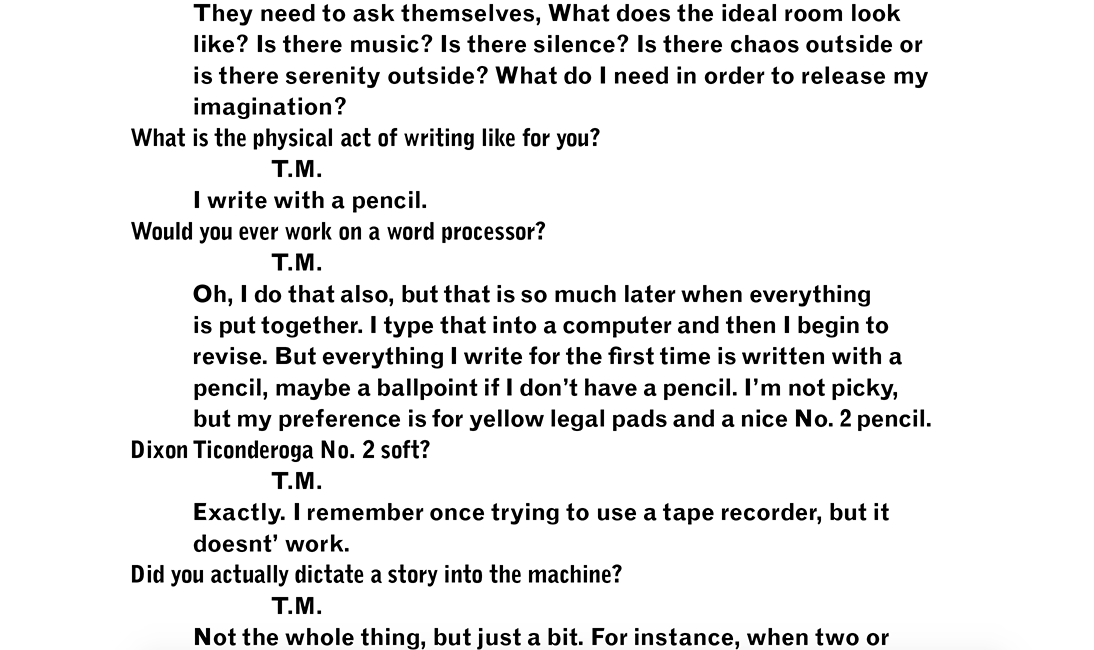 They need to ask themselves, What does the ideal room look
like? Is there music? Is there silence? Is there chaos outside or
is there serenity outside? What do I need in order to release my
imagination?
What is the physical act of writing like for you?
T.M.
I write with a pencil.
Would you ever work on a word processor?
T.M.
Oh, I do that also, but that is so much later when everything
is put together. I type that into a computer and then I begin to
revise. But everything I write for the first time is written with a
pencil, maybe a ballpoint if I don’t have a pencil. I’m not picky,
but my preference is for yellow legal pads and a nice No. 2 pencil.
Dixon Ticonderoga No. 2 soft?
T.M.
Exactly. I remember once trying to use a tape recorder, but it
doesnt’ work.
Did you actually dictate a story into the machine?
T.M.
Not the whole thing, but just a bit. For instance, when two or